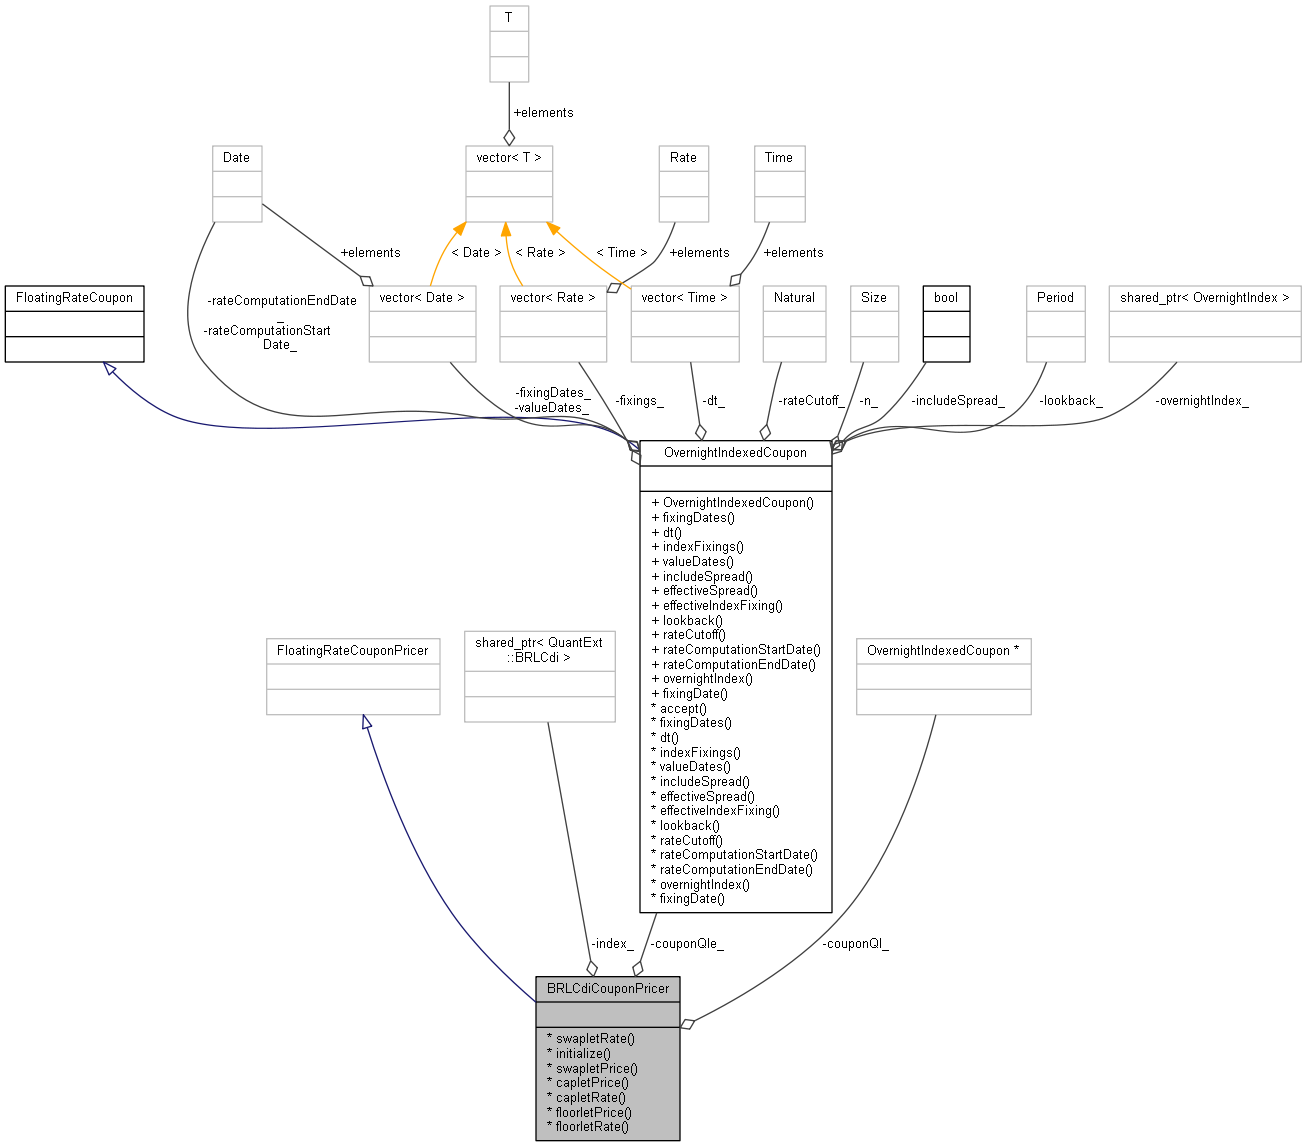 T
+elements
Date
vector< T >
Rate
Time
+elements
< Date >
< Rate >
< Time >
+elements
+elements
FloatingRateCoupon
-rateComputationEndDate
_
-rateComputationStart
Date_
vector< Date >
vector< Rate >
vector< Time >
Natural
Size
bool
Period
shared_ptr< OvernightIndex >
-fixingDates_
-valueDates_
-fixings_
-dt_
-rateCutoff_
-n_
-includeSpread_
-lookback_
-overnightIndex_
OvernightIndexedCoupon
+ OvernightIndexedCoupon()
+ fixingDates()
+ dt()
+ indexFixings()
+ valueDates()
+ includeSpread()
+ effectiveSpread()
+ effectiveIndexFixing()
+ lookback()
+ rateCutoff()
+ rateComputationStartDate()
+ rateComputationEndDate()
+ overnightIndex()
+ fixingDate()
* accept()
* fixingDates()
* dt()
* indexFixings()
* valueDates()
* includeSpread()
* effectiveSpread()
* effectiveIndexFixing()
* lookback()
* rateCutoff()
* rateComputationStartDate()
* rateComputationEndDate()
* overnightIndex()
* fixingDate()
FloatingRateCouponPricer
shared_ptr< QuantExt
::BRLCdi >
OvernightIndexedCoupon *
-index_
-couponQle_
-couponQl_
BRLCdiCouponPricer
* swapletRate()
* initialize()
* swapletPrice()
* capletPrice()
* capletRate()
* floorletPrice()
* floorletRate()